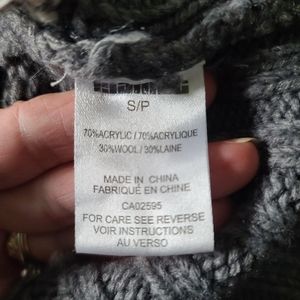 S/P
70%ACRYLIC / 70%ACRYLIQUE
30%WOOL / 30%LAINE
MADE IN CHINA
FABRIQUÉ EN CHINE
CA02595
FOR CARE SEE REVERSE
VOIR INSTRUCTIONS
AU VERSO